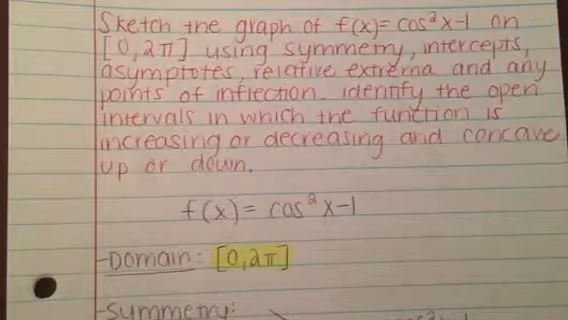 Sketch the graph of f(x)= cos²x-1 on
[0,2π] using symmetry, intercepts,
asymptotes, relative extrema and any
points of inflection. identify the open
intervals in which the function is
increasing or decreasing and concave
up or down.
f(x)= cos²x-1
-Domain: [0,2π]
-Symmetry: